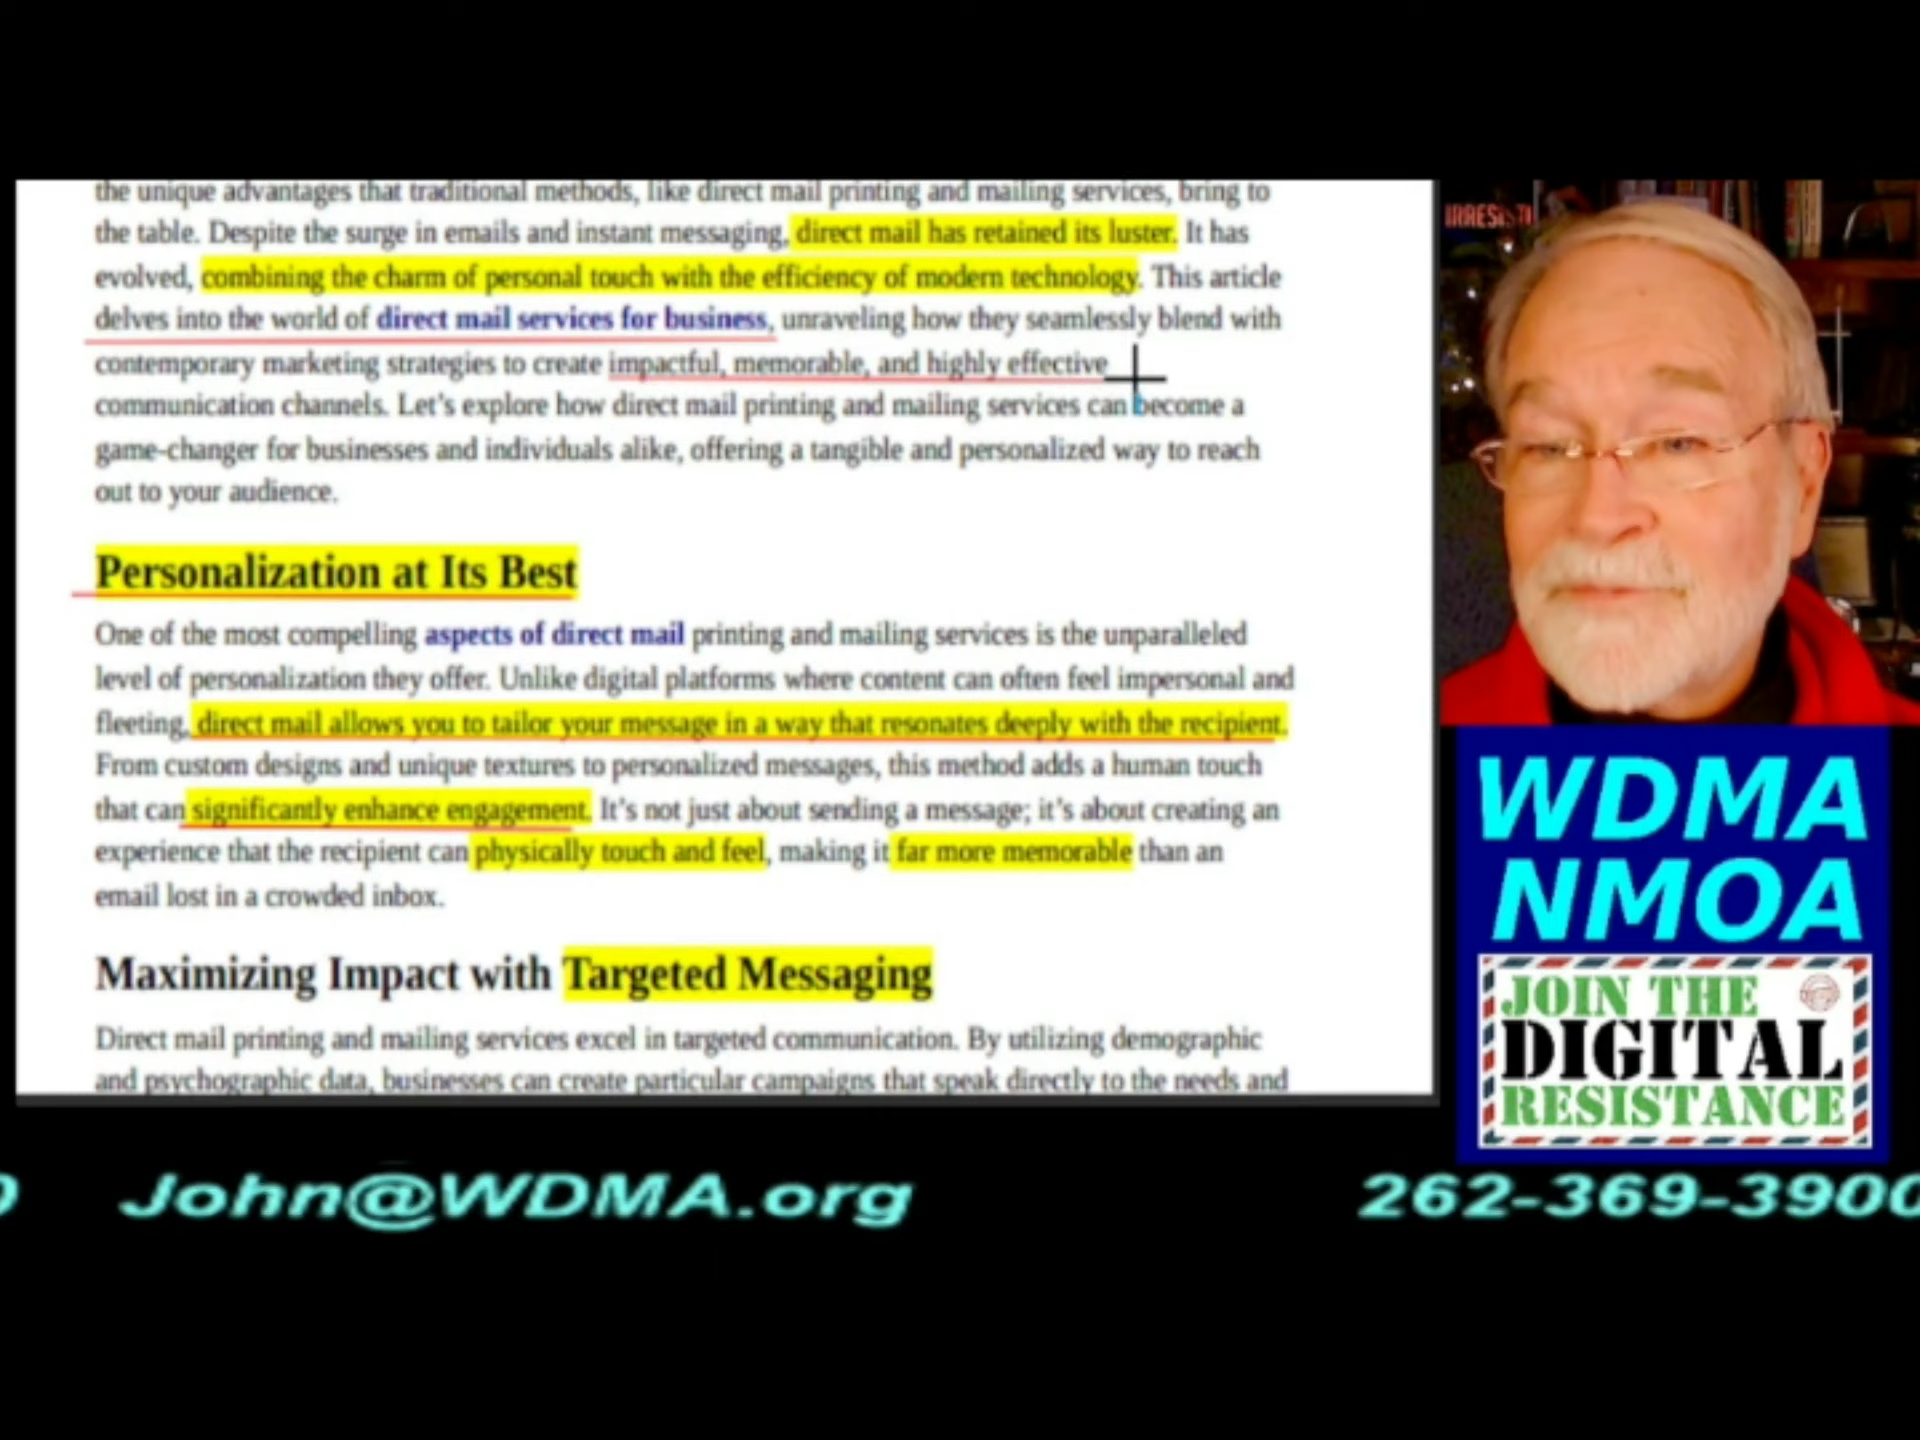 the unique advantages that traditional methods, like direct mail printing and mailing services, bring to
the table. Despite the surge in emails and instant messaging, direct mail has retained its luster. It has
evolved, combining the charm of personal touch with the efficiency of modern technology. This article
delves into the world of direct mail services for business, unraveling how they seamlessly blend with
contemporary marketing strategies to create impactful, memorable, and highly effective
communication channels. Let's explore how direct mail printing and mailing services can become a
game-changer for businesses and individuals alike, offering a tangible and personalized way to reach
out to your audience.
Personalization at Its Best
One of the most compelling aspects of direct mail printing and mailing services is the unparalleled
level of personalization they offer. Unlike digital platforms where content can often feel impersonal and
fleeting, direct mail allows you to tailor your message in a way that resonates deeply with the recipient.
From custom designs and unique textures to personalized messages, this method adds a human touch
that can significantly enhance engagement. It's not just about sending a message; it's about creating an
experience that the recipient can physically touch and feel, making it far more memorable than an
email lost in a crowded inbox.
Maximizing Impact with Targeted Messaging
Direct mail printing and mailing services excel in targeted communication. By utilizing demographic
and psychographic data, businesses can create particular campaigns that speak directly to the needs and
WDMA
NMOA
JOIN THE
DIGITAL
RESISTANCE
0 John@WDMA.org 262-369-3900